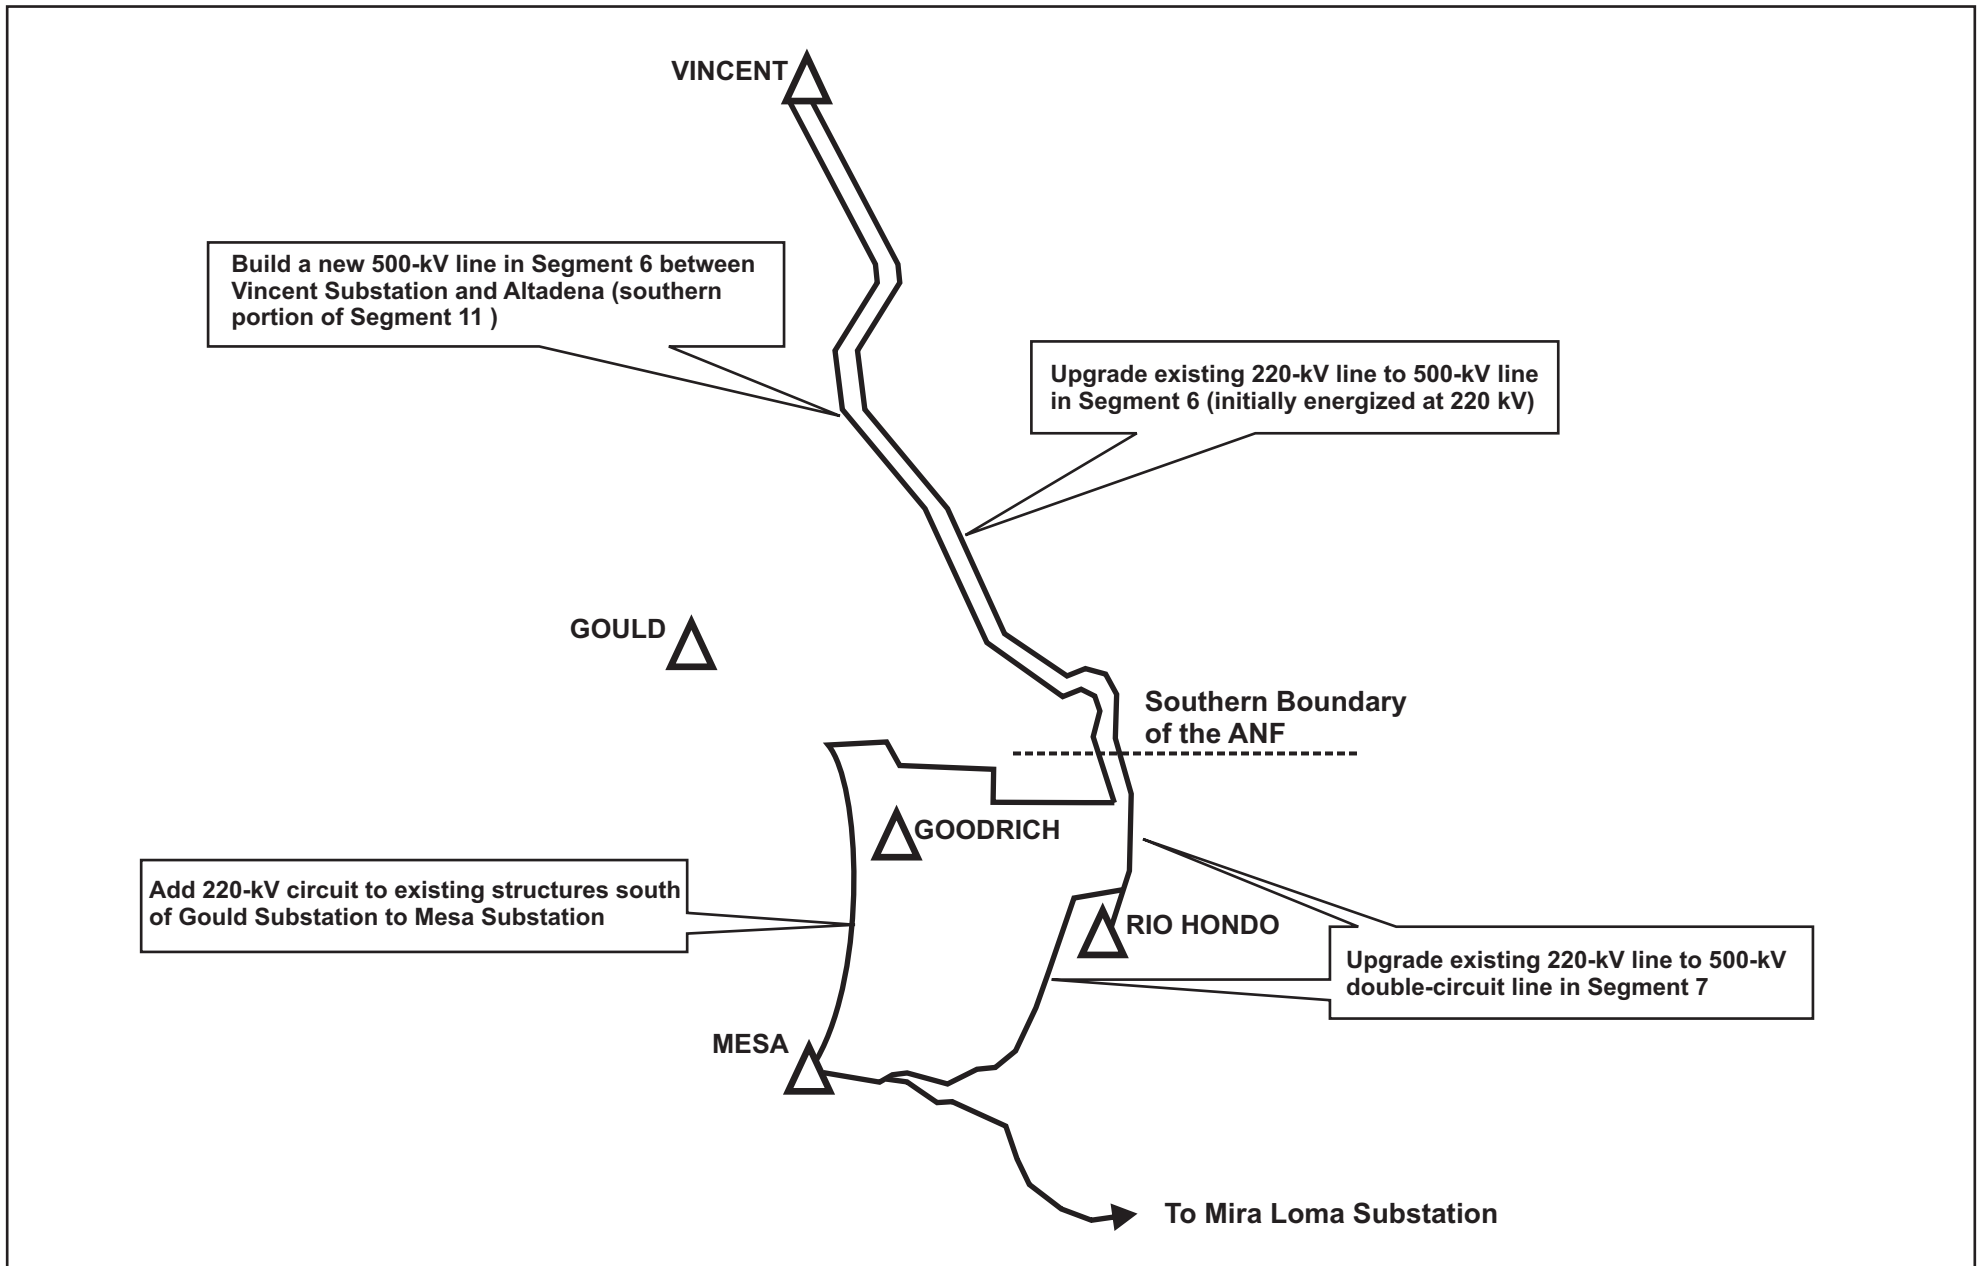 VINCENT
Build a new 500-kV line in Segment 6 between
Vincent Substation and Altadena (southern
portion of Segment 11 )
Upgrade existing 220-kV line to 500-kV line
in Segment 6 (initially energized at 220 kV)
GOULD
Southern Boundary
of the ANF
GOODRICH
Add 220-kV circuit to existing structures south
of Gould Substation to Mesa Substation
RIO HONDO
Upgrade existing 220-kV line to 500-kV
double-circuit line in Segment 7
MESA
To Mira Loma Substation